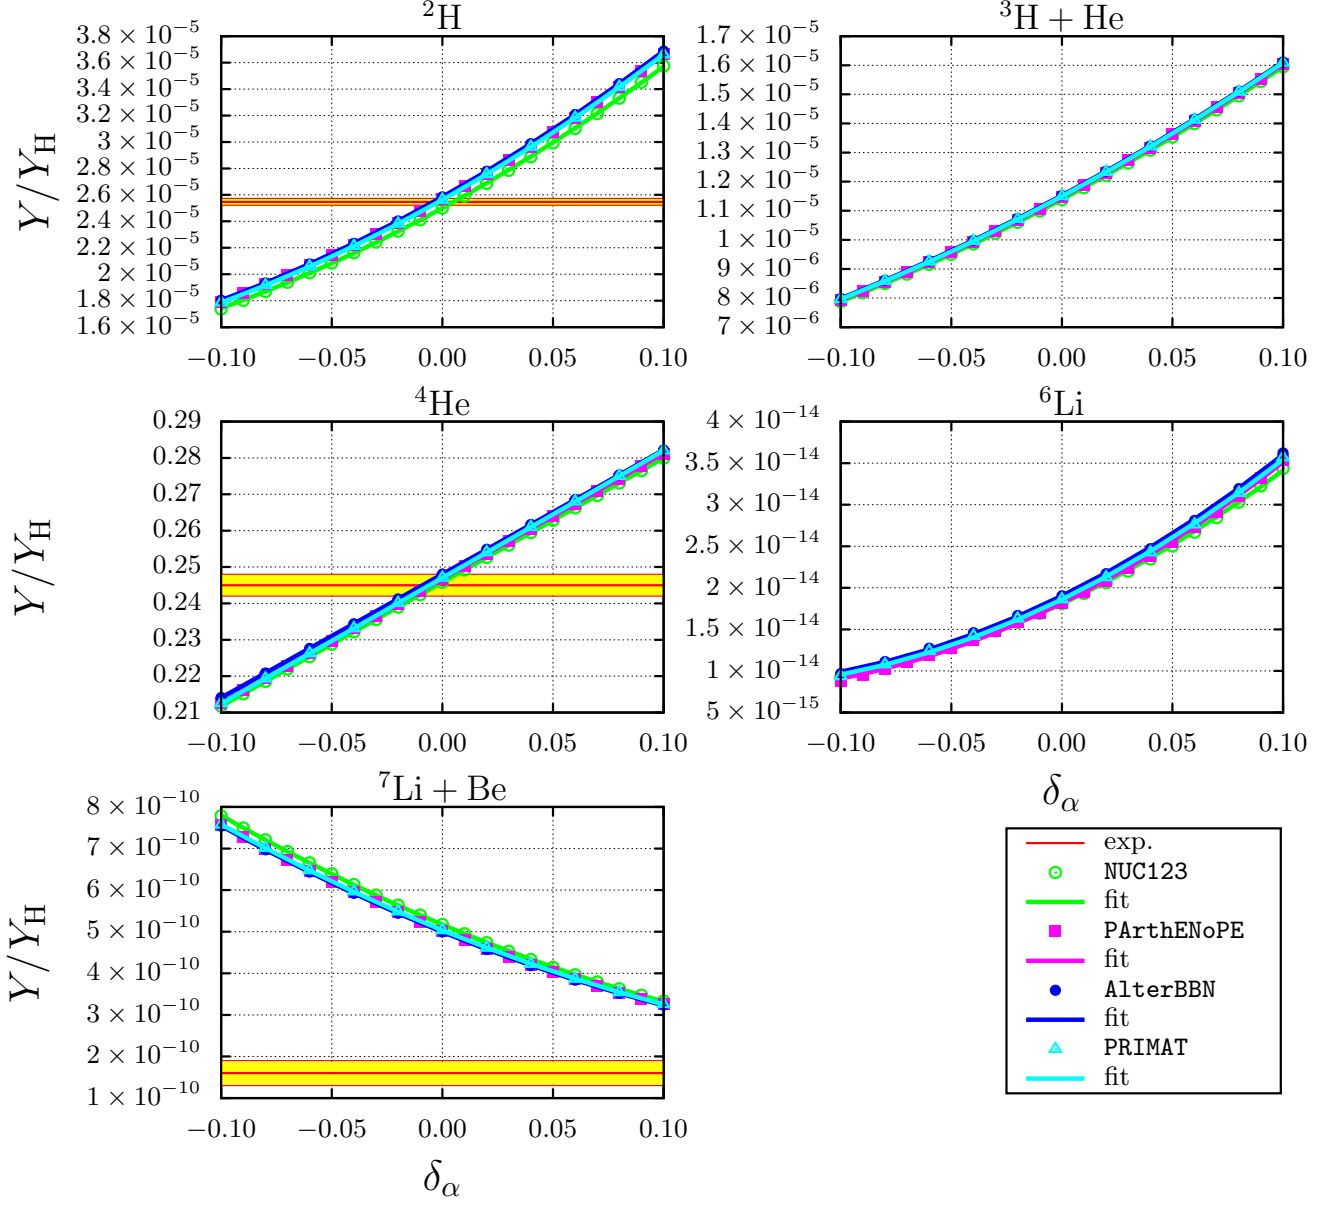 ²H
Y/Y_H
3.8 × 10⁻⁵
3.6 × 10⁻⁵
3.4 × 10⁻⁵
3.2 × 10⁻⁵
3 × 10⁻⁵
2.8 × 10⁻⁵
2.6 × 10⁻⁵
2.4 × 10⁻⁵
2.2 × 10⁻⁵
2 × 10⁻⁵
1.8 × 10⁻⁵
1.6 × 10⁻⁵
−0.10 −0.05 0.00 0.05 0.10
³H + He
1.7 × 10⁻⁵
1.6 × 10⁻⁵
1.5 × 10⁻⁵
1.4 × 10⁻⁵
1.3 × 10⁻⁵
1.2 × 10⁻⁵
1.1 × 10⁻⁵
1 × 10⁻⁵
9 × 10⁻⁶
8 × 10⁻⁶
7 × 10⁻⁶
−0.10 −0.05 0.00 0.05 0.10
⁴He
Y/Y_H
0.29
0.28
0.27
0.26
0.25
0.24
0.23
0.22
0.21
−0.10 −0.05 0.00 0.05 0.10
⁶Li
4 × 10⁻¹⁴
3.5 × 10⁻¹⁴
3 × 10⁻¹⁴
2.5 × 10⁻¹⁴
2 × 10⁻¹⁴
1.5 × 10⁻¹⁴
1 × 10⁻¹⁴
5 × 10⁻¹⁵
−0.10 −0.05 0.00 0.05 0.10
δ_α
⁷Li + Be
Y/Y_H
8 × 10⁻¹⁰
7 × 10⁻¹⁰
6 × 10⁻¹⁰
5 × 10⁻¹⁰
4 × 10⁻¹⁰
3 × 10⁻¹⁰
2 × 10⁻¹⁰
1 × 10⁻¹⁰
−0.10 −0.05 0.00 0.05 0.10
δ_α
exp.
NUC123
fit
PArthENoPE
fit
AlterBBN
fit
PRIMAT
fit